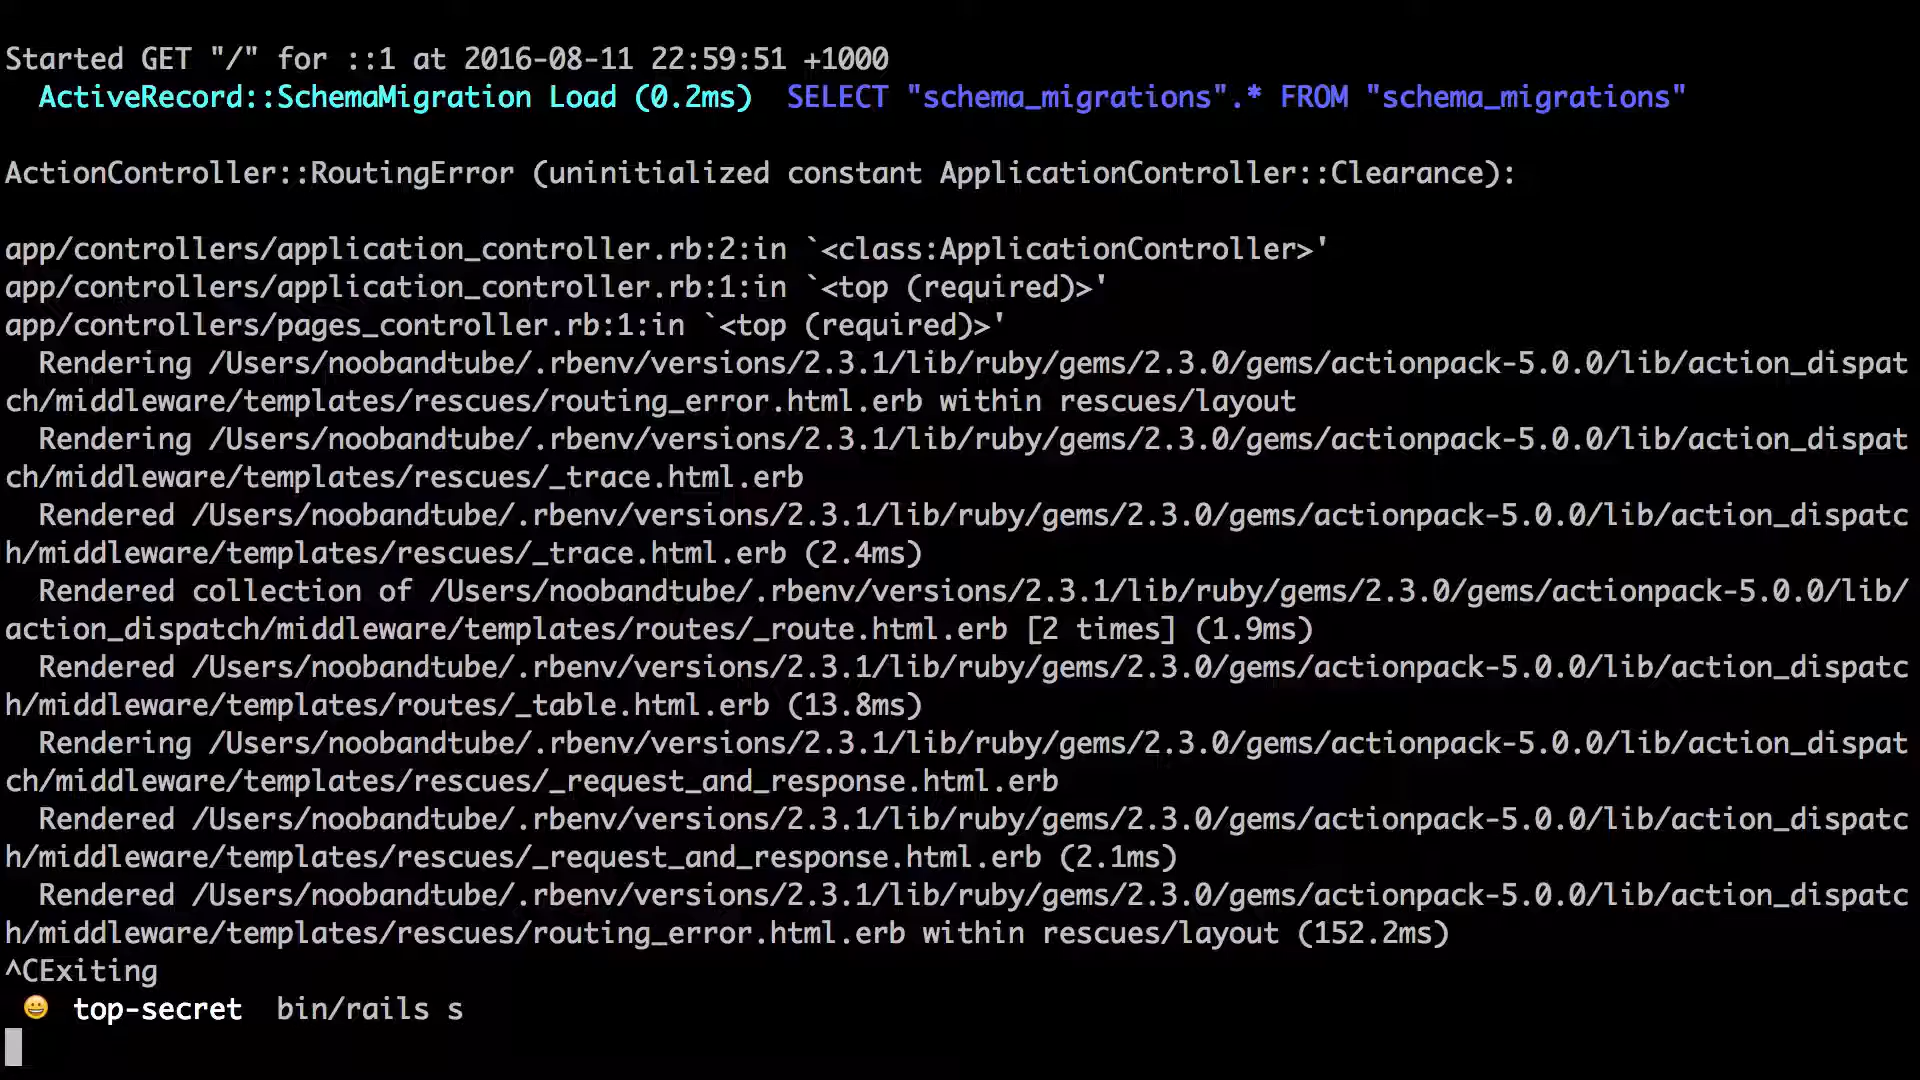 Started GET "/" for ::1 at 2016-08-11 22:59:51 +1000
ActiveRecord::SchemaMigration Load (0.2ms)  SELECT "schema_migrations".* FROM "schema_migrations"
ActionController::RoutingError (uninitialized constant ApplicationController::Clearance):
app/controllers/application_controller.rb:2:in `<class:ApplicationController>'
app/controllers/application_controller.rb:1:in `<top (required)>'
app/controllers/pages_controller.rb:1:in `<top (required)>'
Rendering /Users/noobandtube/.rbenv/versions/2.3.1/lib/ruby/gems/2.3.0/gems/actionpack-5.0.0/lib/action_dispat
ch/middleware/templates/rescues/routing_error.html.erb within rescues/layout
Rendering /Users/noobandtube/.rbenv/versions/2.3.1/lib/ruby/gems/2.3.0/gems/actionpack-5.0.0/lib/action_dispat
ch/middleware/templates/rescues/_trace.html.erb
Rendered /Users/noobandtube/.rbenv/versions/2.3.1/lib/ruby/gems/2.3.0/gems/actionpack-5.0.0/lib/action_dispatc
h/middleware/templates/rescues/_trace.html.erb (2.4ms)
Rendered collection of /Users/noobandtube/.rbenv/versions/2.3.1/lib/ruby/gems/2.3.0/gems/actionpack-5.0.0/lib/
action_dispatch/middleware/templates/routes/_route.html.erb [2 times] (1.9ms)
Rendered /Users/noobandtube/.rbenv/versions/2.3.1/lib/ruby/gems/2.3.0/gems/actionpack-5.0.0/lib/action_dispatc
h/middleware/templates/routes/_table.html.erb (13.8ms)
Rendering /Users/noobandtube/.rbenv/versions/2.3.1/lib/ruby/gems/2.3.0/gems/actionpack-5.0.0/lib/action_dispat
ch/middleware/templates/rescues/_request_and_response.html.erb
Rendered /Users/noobandtube/.rbenv/versions/2.3.1/lib/ruby/gems/2.3.0/gems/actionpack-5.0.0/lib/action_dispatc
h/middleware/templates/rescues/_request_and_response.html.erb (2.1ms)
Rendered /Users/noobandtube/.rbenv/versions/2.3.1/lib/ruby/gems/2.3.0/gems/actionpack-5.0.0/lib/action_dispatc
h/middleware/templates/rescues/routing_error.html.erb within rescues/layout (152.2ms)
^CExiting
😀 top-secret  bin/rails s